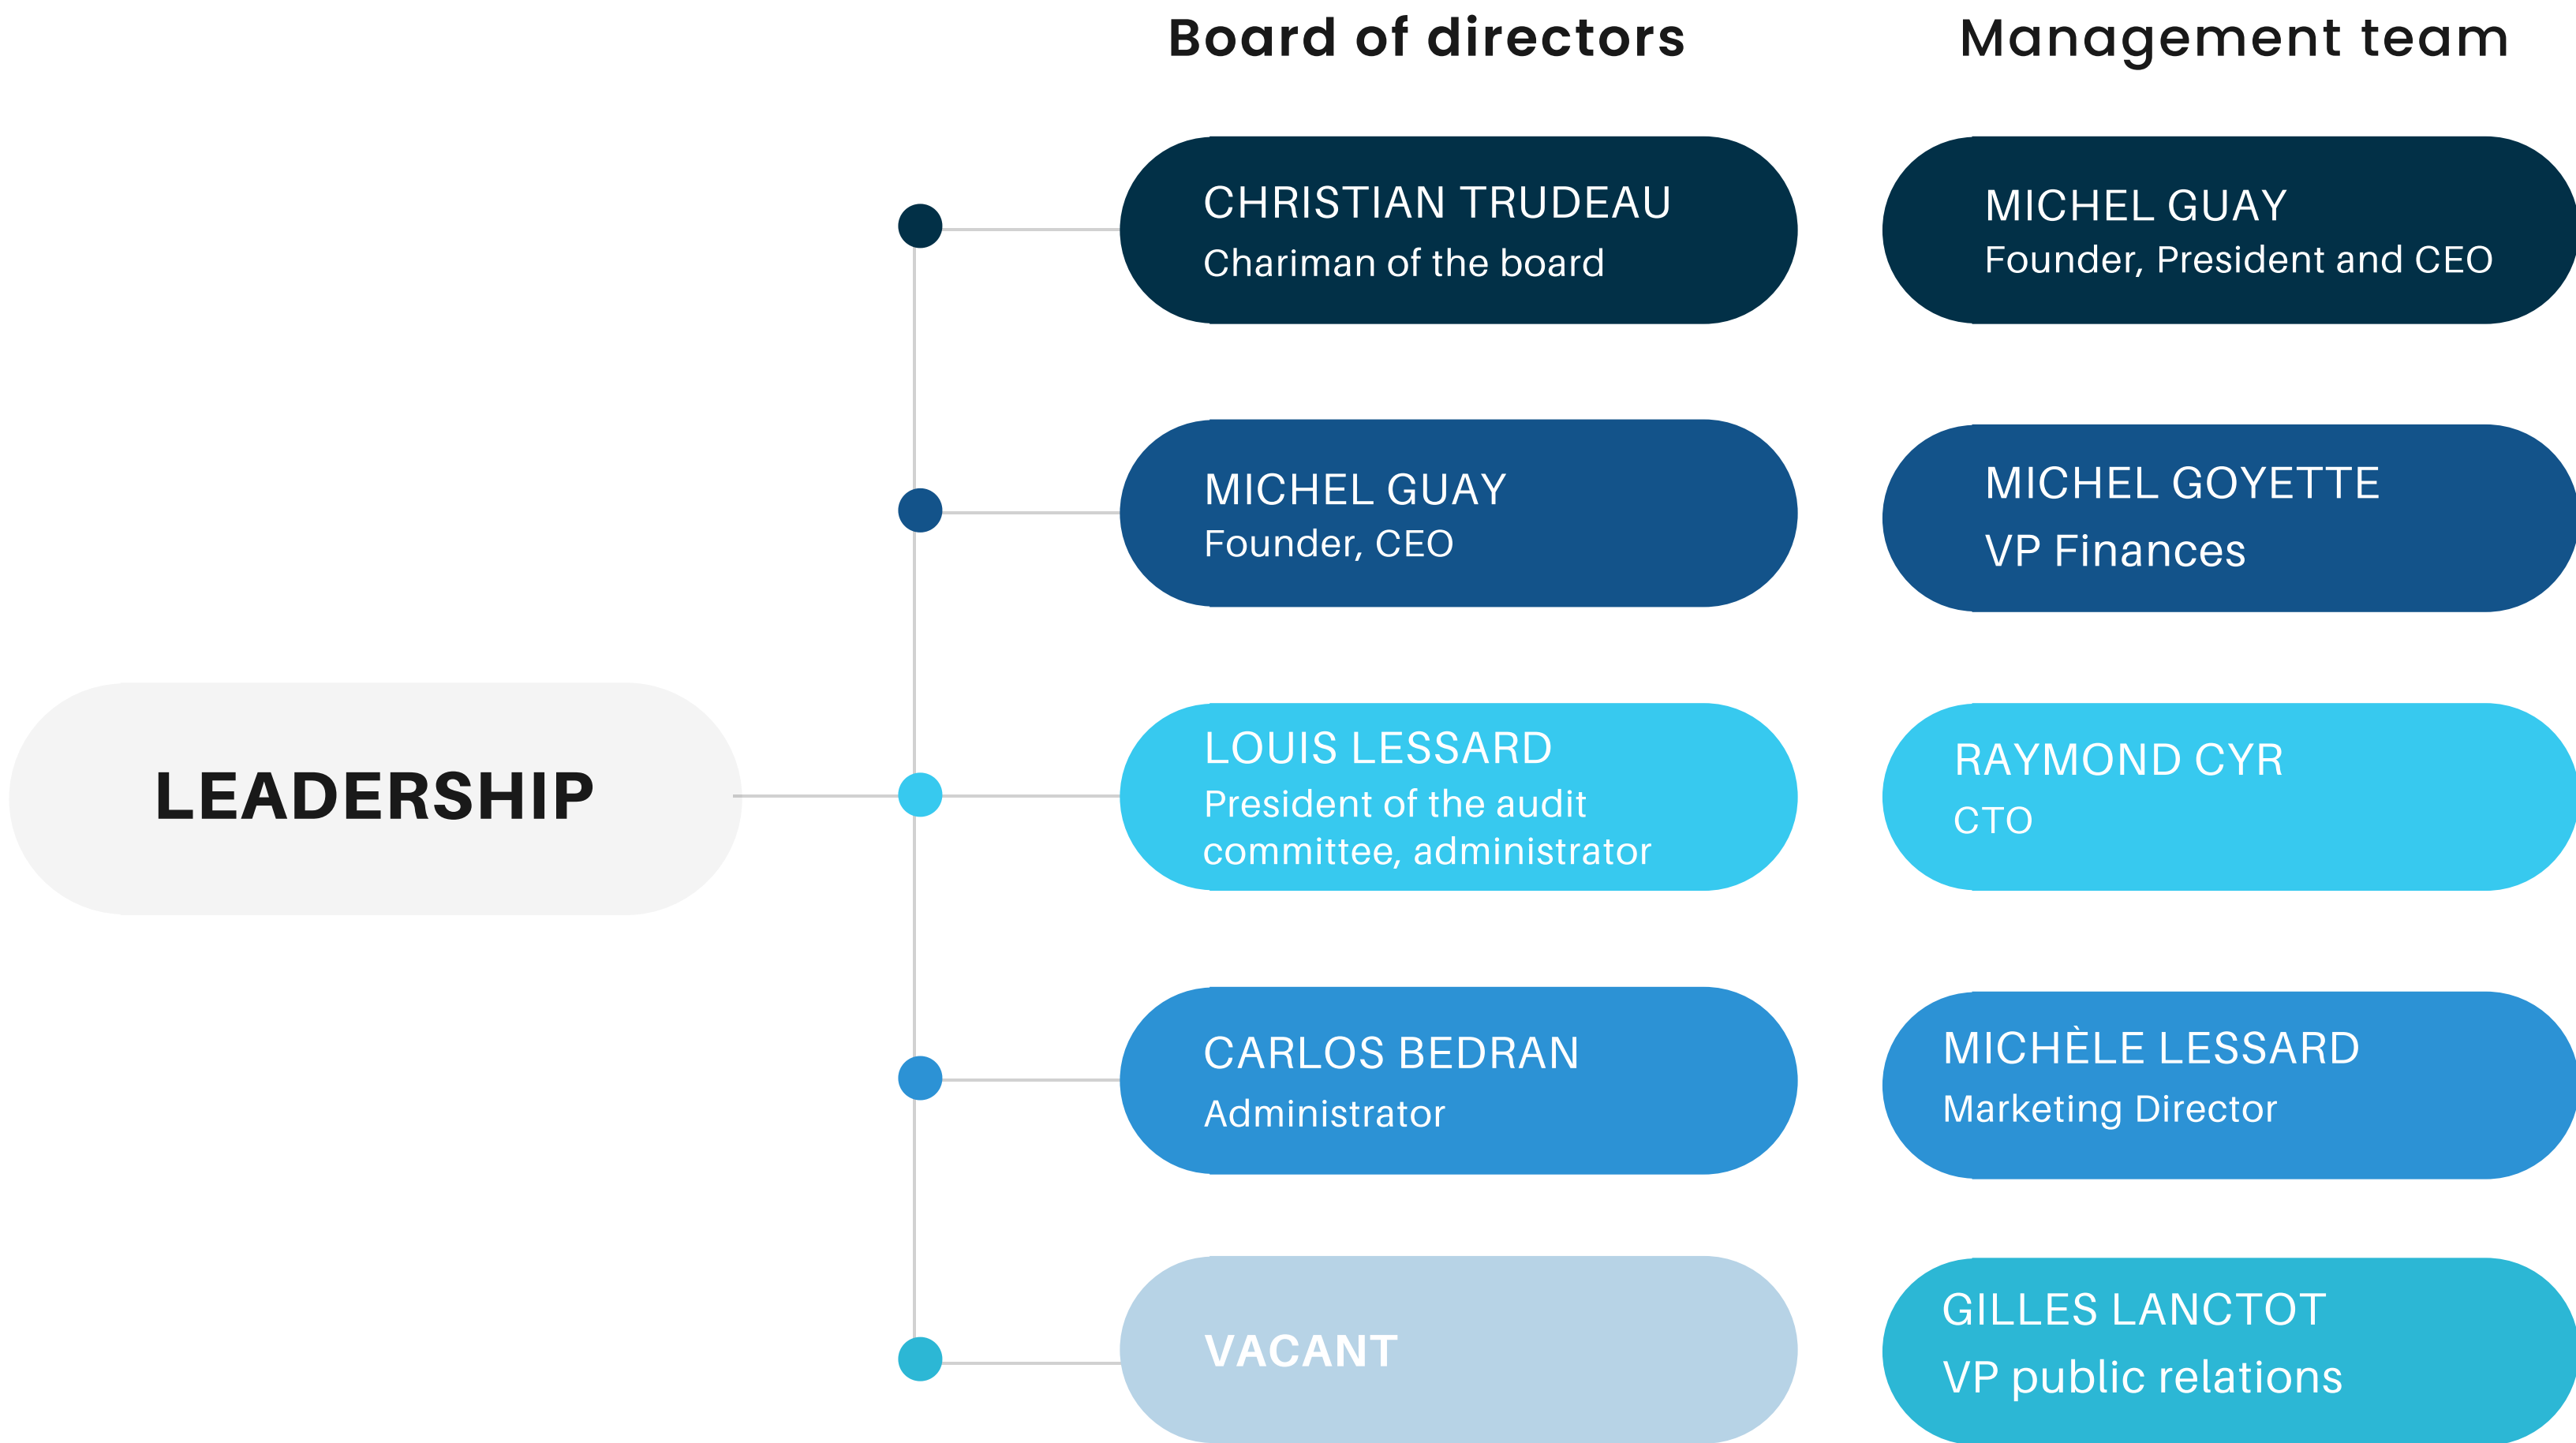 Board of directors
Management team
LEADERSHIP
CHRISTIAN TRUDEAU
Chariman of the board
MICHEL GUAY
Founder, CEO
LOUIS LESSARD
President of the audit
committee, administrator
CARLOS BEDRAN
Administrator
VACANT
MICHEL GUAY
Founder, President and CEO
MICHEL GOYETTE
VP Finances
RAYMOND CYR
CTO
MICHÈLE LESSARD
Marketing Director
GILLES LANCTOT
VP public relations